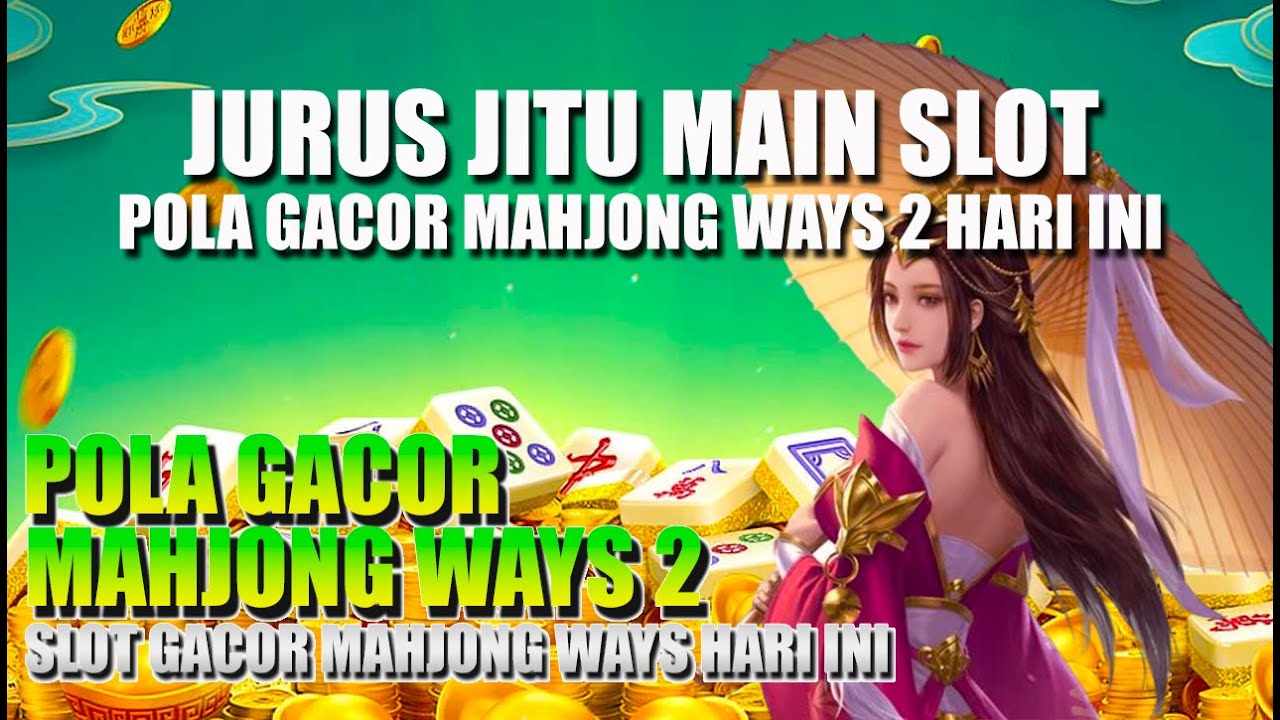 JURUS JITU MAIN SLOT
POLA GACOR MAHJONG WAYS 2 HARI INI
POLA GACOR
MAHJONG WAYS 2
SLOT GACOR MAHJONG WAYS HARI INI